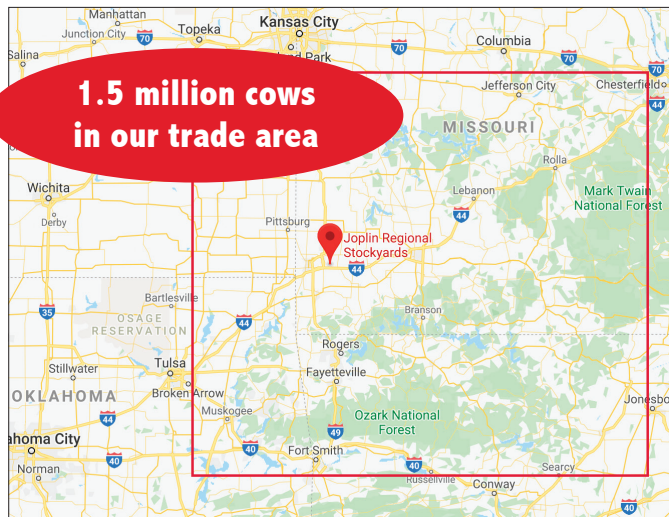 Manhattan
Junction City
Topeka
Kansas City
Columbia
Salina
70
70
70
70
Park
1.5 million cows
in our trade area
Jefferson City
Chesterfield
44
MISSOURI
Rolla
Wichita
Derby
Lebanon
Mark Twain
National Forest
44
Pittsburg
Joplin Regional
Stockyards
44
Bartlesville
35
OSAGE
RESERVATION
44
Branson
Rogers
Tulsa
Stillwater
Fayetteville
Broken Arrow
OKLAHOMA
Muskogee
44
Ozark National
Forest
49
Oklahoma City
40
40
Fort Smith
40
Norman
Russellville
Searcy
Conway
40